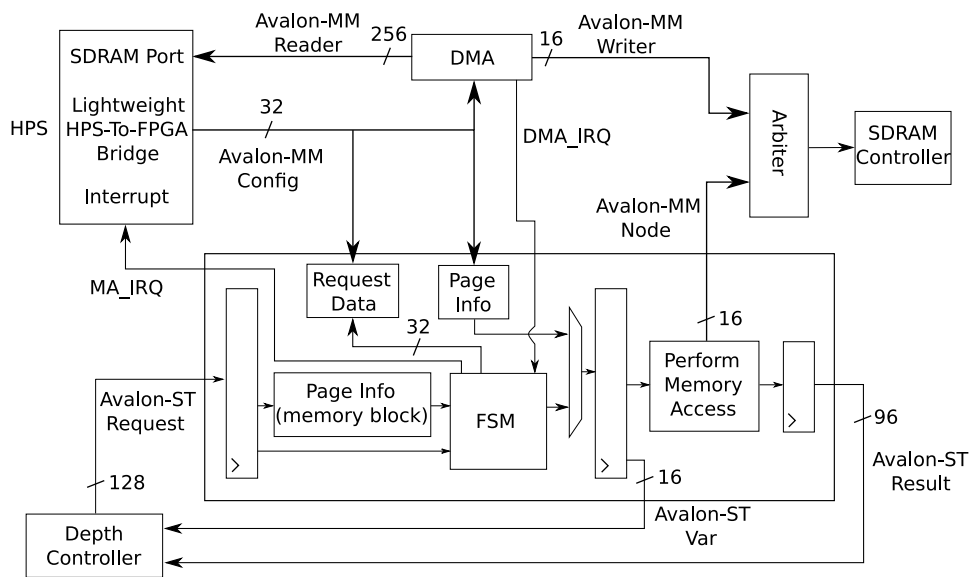 Avalon-MM
Reader
256
DMA
16
Avalon-MM
Writer
SDRAM Port
Lightweight
HPS-To-FPGA
Bridge
Interrupt
HPS
32
Avalon-MM
Config
DMA_IRQ
Arbiter
SDRAM
Controller
Avalon-MM
Node
MA_IRQ
Request
Data
Page
Info
32
16
Page Info
(memory block)
FSM
Perform
Memory
Access
Avalon-ST
Request
96
Avalon-ST
Result
128
16
Avalon-ST
Var
Depth
Controller